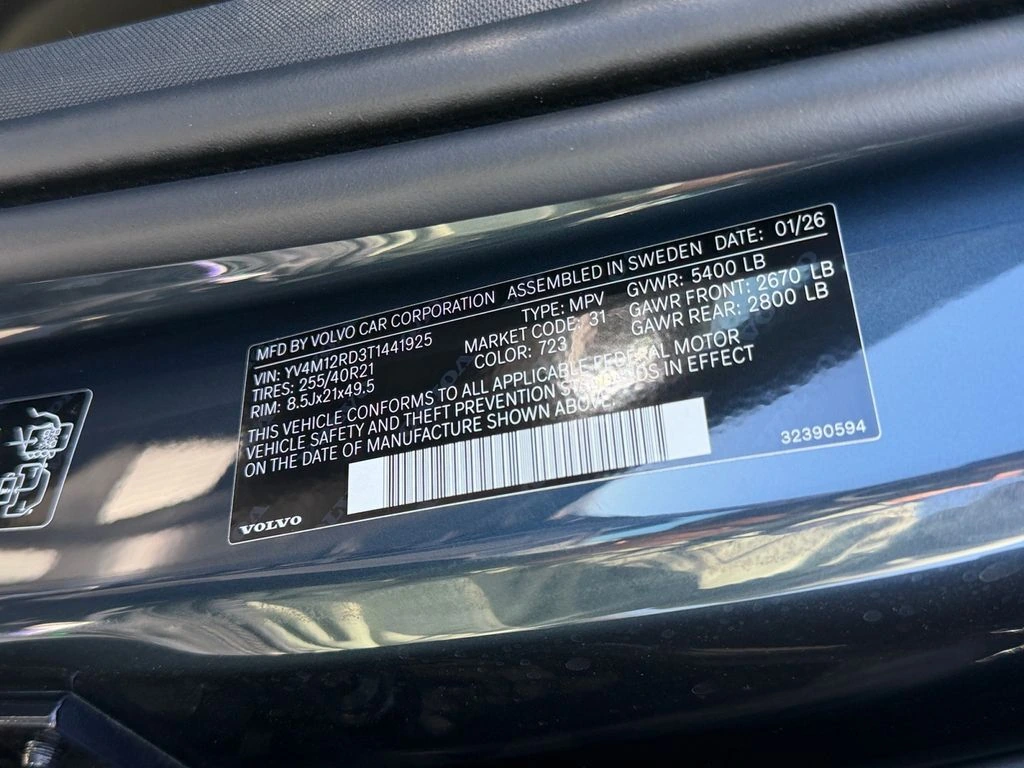 MFD BY VOLVO CAR CORPORATION ASSEMBLED IN SWEDEN DATE: 01/26
VIN: YV4M12RD3T1441925 TYPE: MPV GVWR: 5400 LB
TIRES: 255/40R21 MARKET CODE: 31 GAWR FRONT: 2670 LB
RIM: 8.5Jx21x49.5 COLOR: 723 GAWR REAR: 2800 LB
THIS VEHICLE CONFORMS TO ALL APPLICABLE FEDERAL MOTOR
VEHICLE SAFETY AND THEFT PREVENTION STANDARDS IN EFFECT
ON THE DATE OF MANUFACTURE SHOWN ABOVE.
32390594
VOLVO